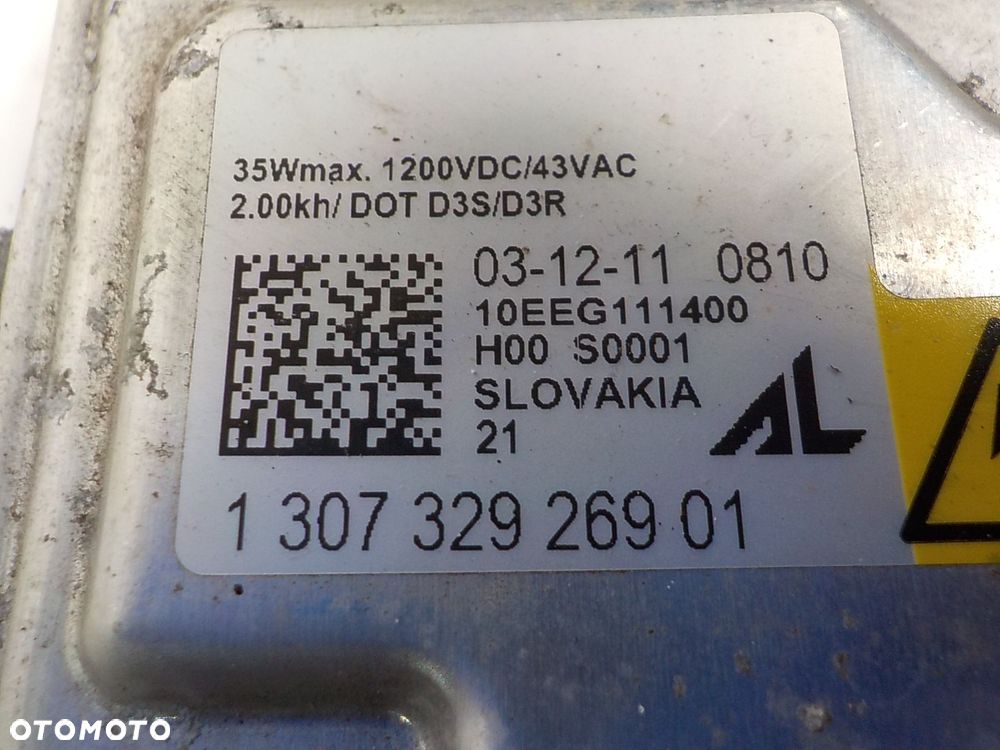 35Wmax. 1200VDC/43VAC
2.00kh/ DOT D3S/D3R
03-12-11 0810
10EEG111400
H00 S0001
SLOVAKIA
21
AL
1 307 329 269 01
OTOMOTO